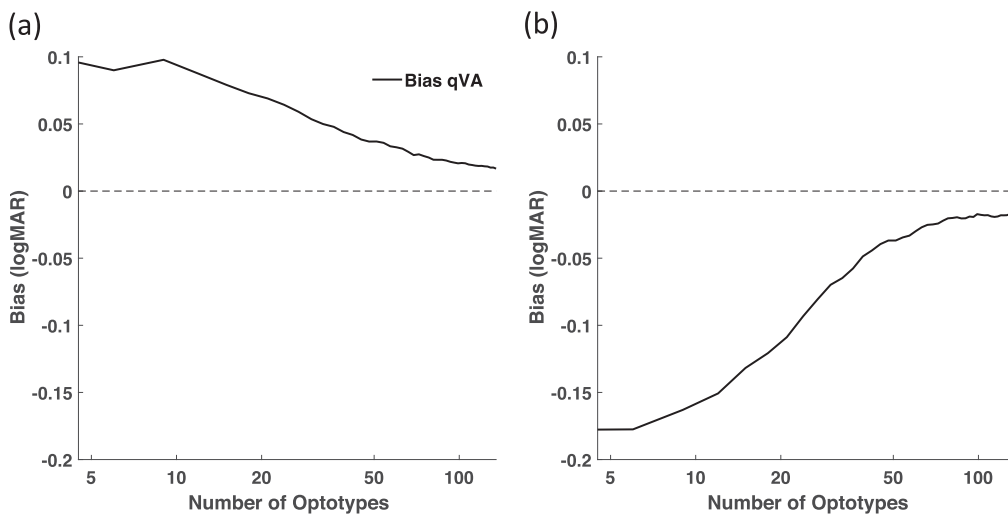 (a)
0.1
0.05
0
-0.05
-0.1
-0.15
-0.2
Bias (logMAR)
Bias qVA
5 10 20 50 100
Number of Optotypes
(b)
0.1
0.05
0
-0.05
-0.1
-0.15
-0.2
Bias (logMAR)
5 10 20 50 100
Number of Optotypes